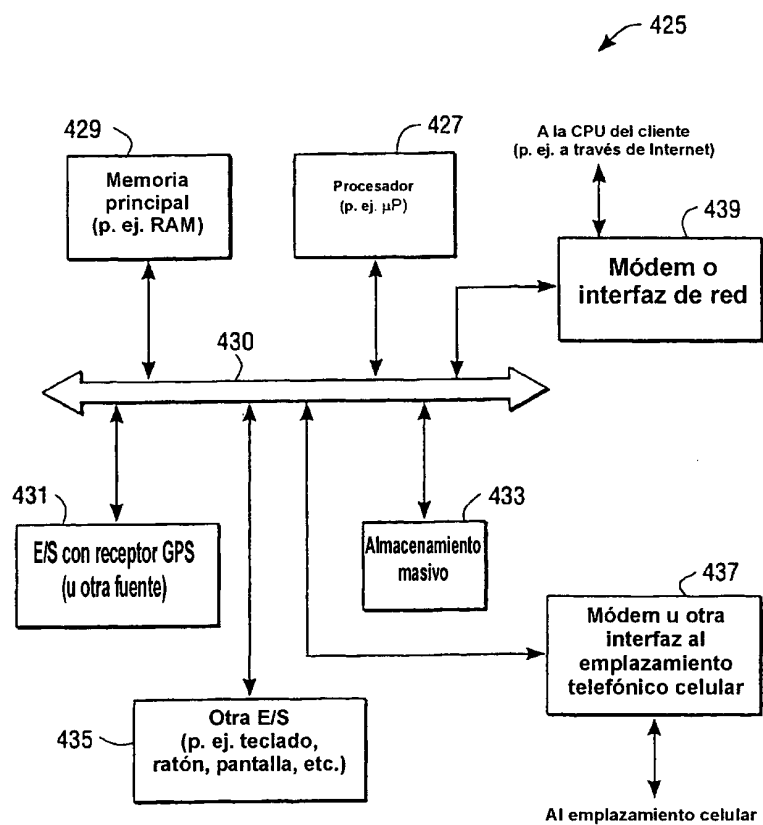 425
429
Memoria
principal
(p. ej. RAM)
427
Procesador
(p. ej. µP)
A la CPU del cliente
(p. ej. a través de Internet)
439
Módem o
interfaz de red
430
431
E/S con receptor GPS
(u otra fuente)
433
Almacenamiento
masivo
437
Módem u otra
interfaz al
emplazamiento
telefónico celular
435
Otra E/S
(p. ej. teclado,
ratón, pantalla, etc.)
Al emplazamiento celular